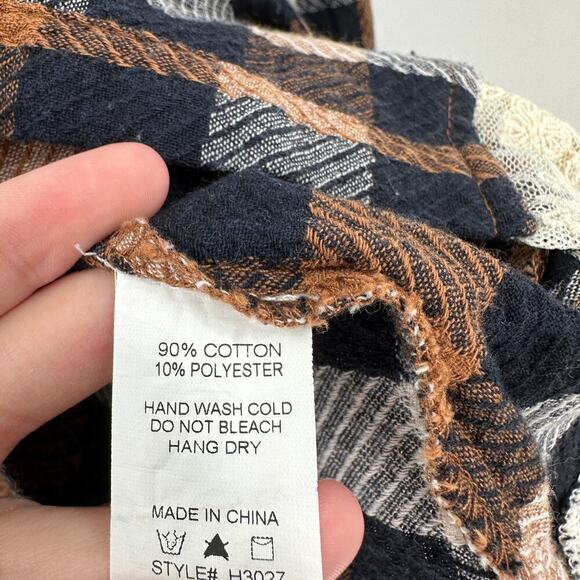 90% COTTON
10% POLYESTER
HAND WASH COLD
DO NOT BLEACH
HANG DRY
MADE IN CHINA
STYLE# H3027